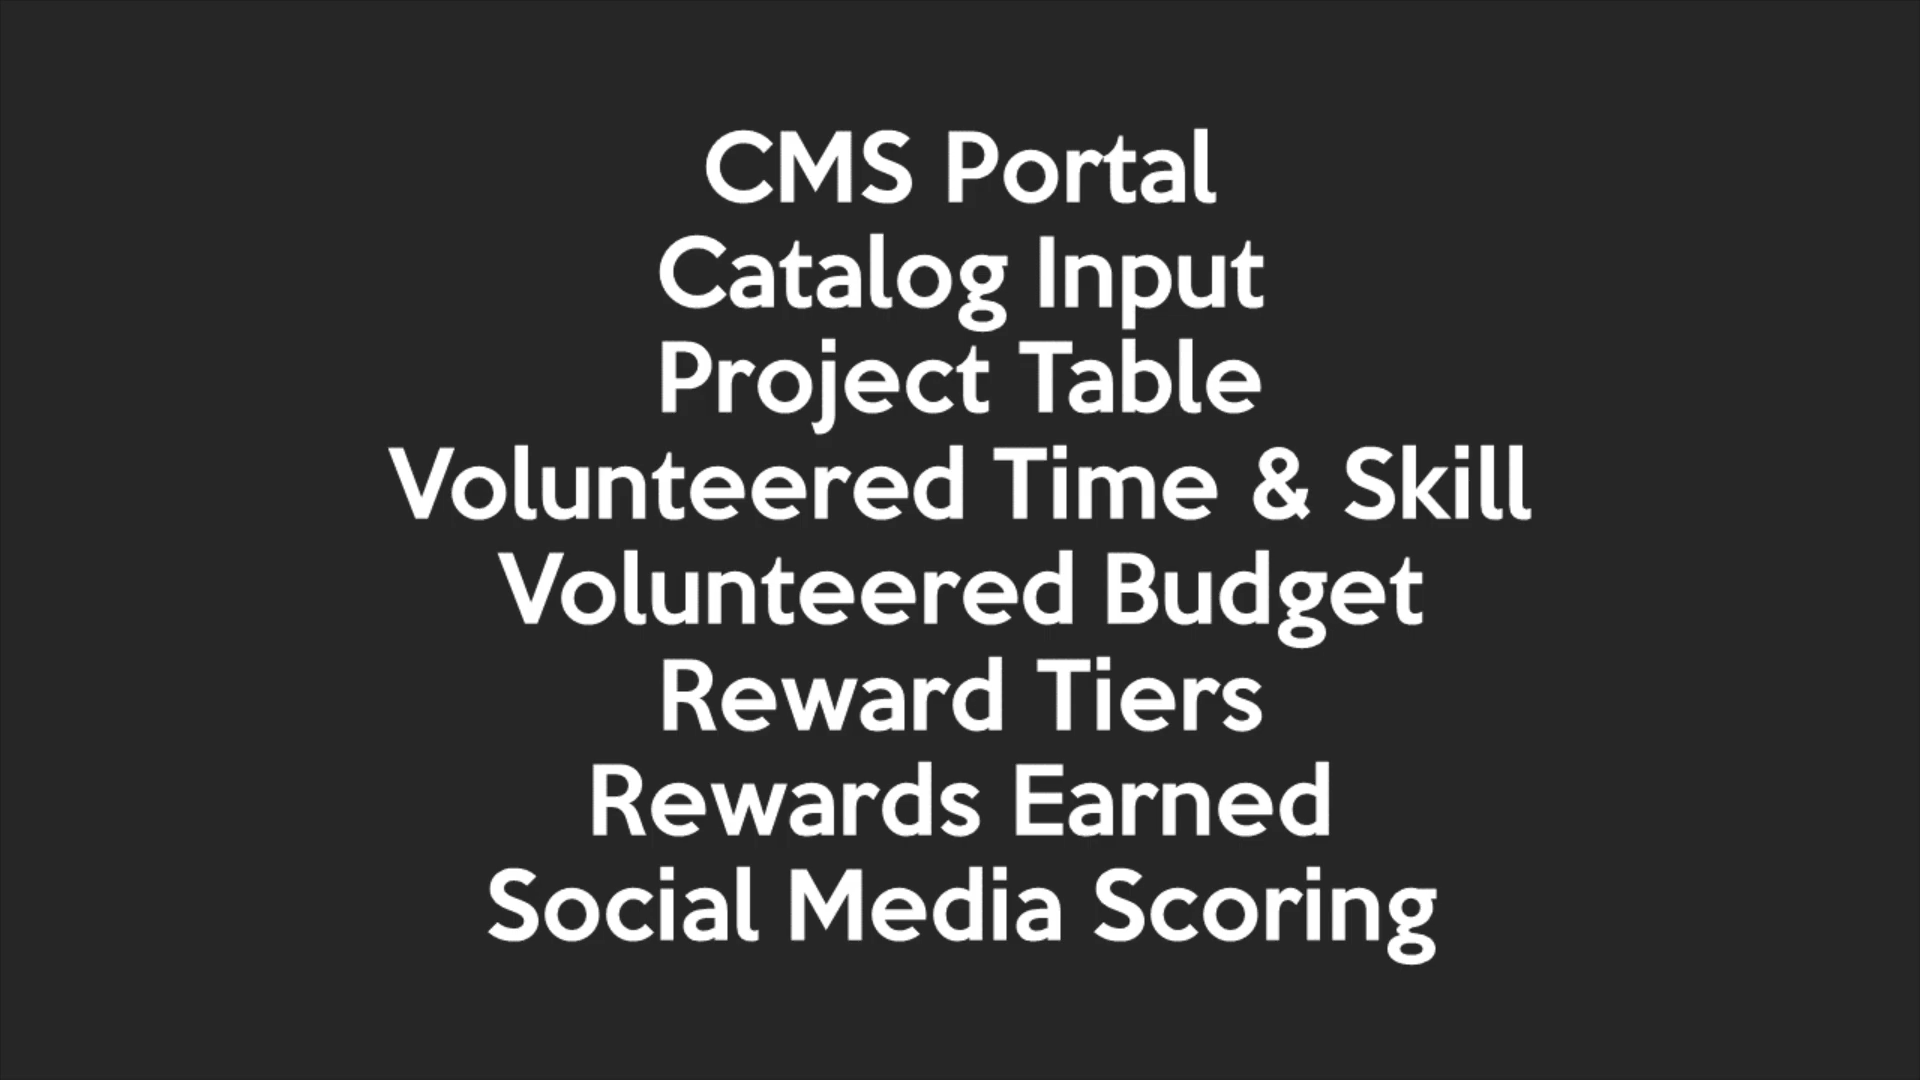 CMS Portal
Catalog Input
Project Table
Volunteered Time & Skill
Volunteered Budget
Reward Tiers
Rewards Earned
Social Media Scoring